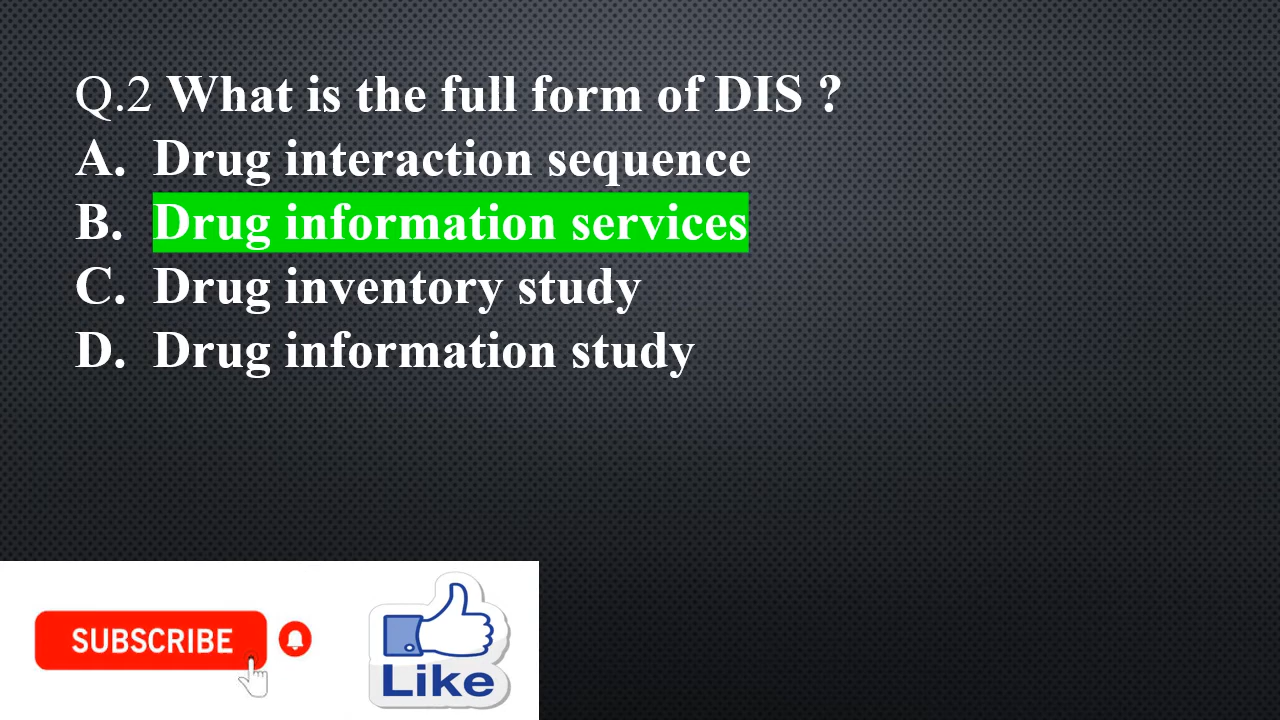 Q.2 What is the full form of DIS ?
A. Drug interaction sequence
B. Drug information services
C. Drug inventory study
D. Drug information study
SUBSCRIBE
Like